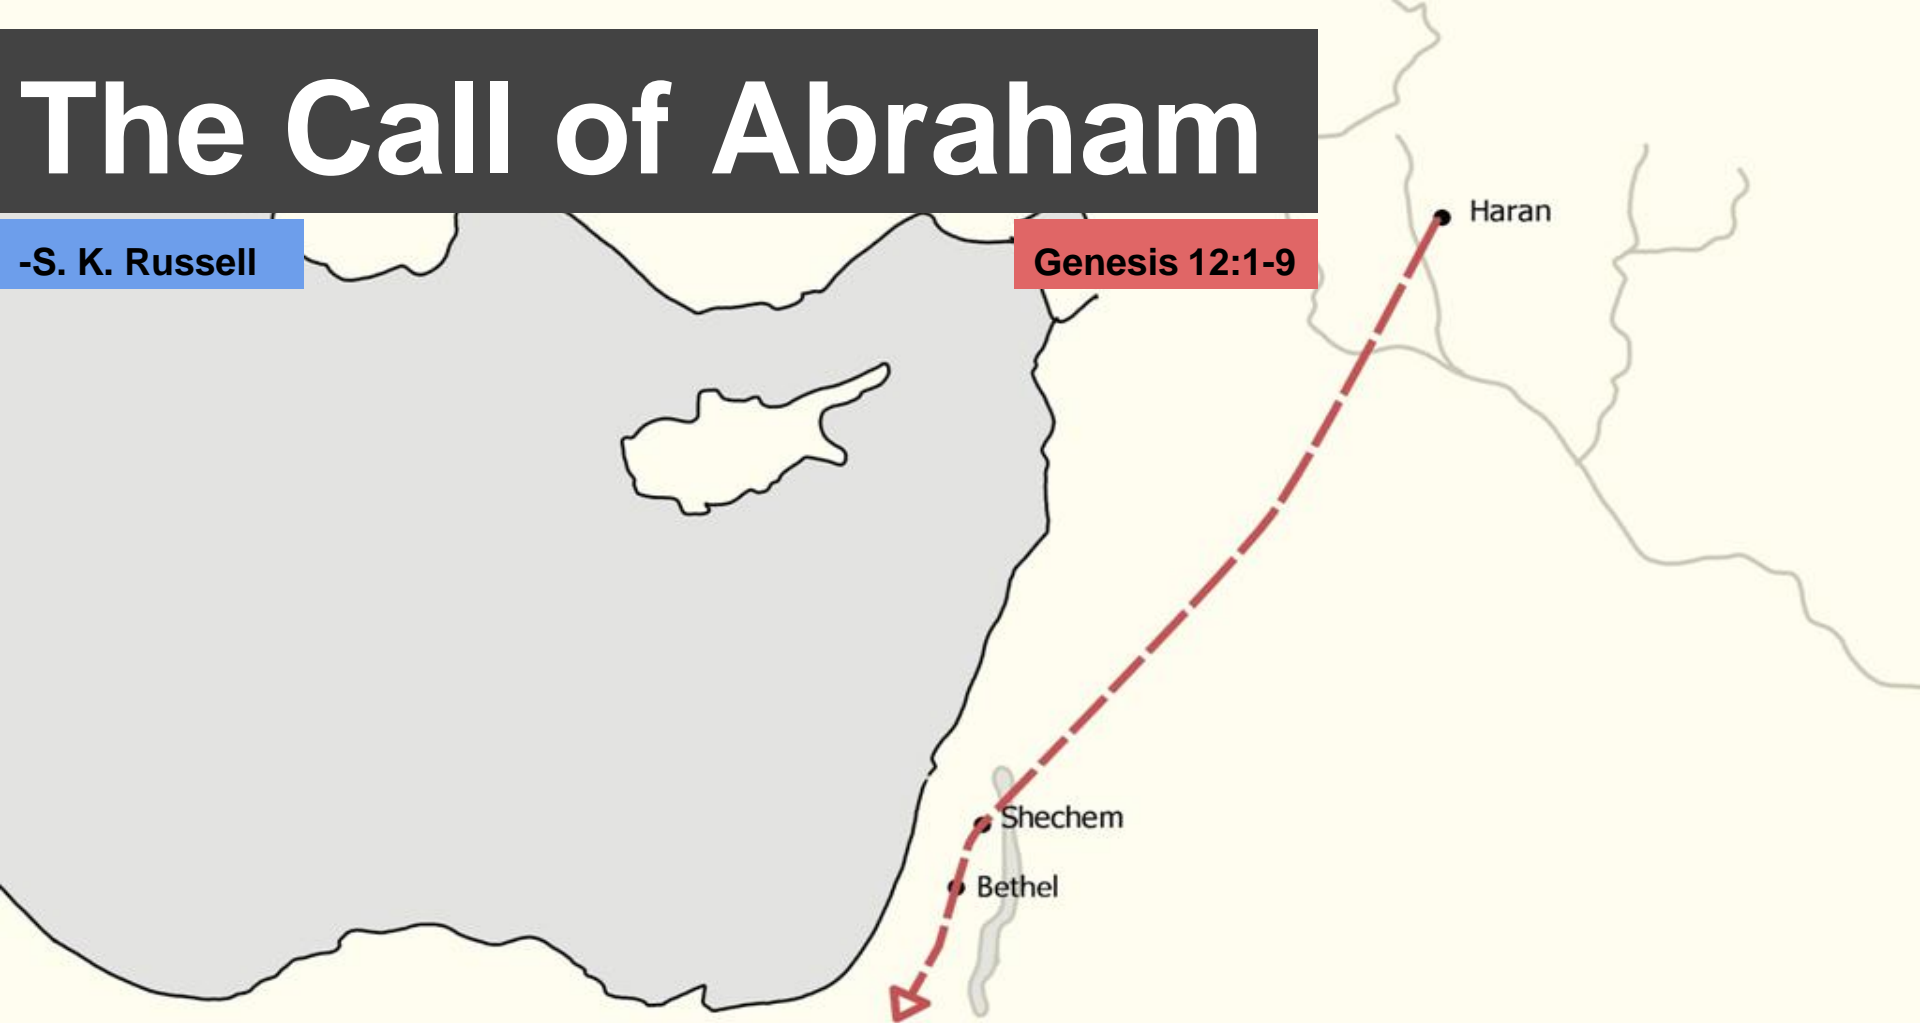 The Call of Abraham
-S. K. Russell
Genesis 12:1-9
Haran
Shechem
Bethel